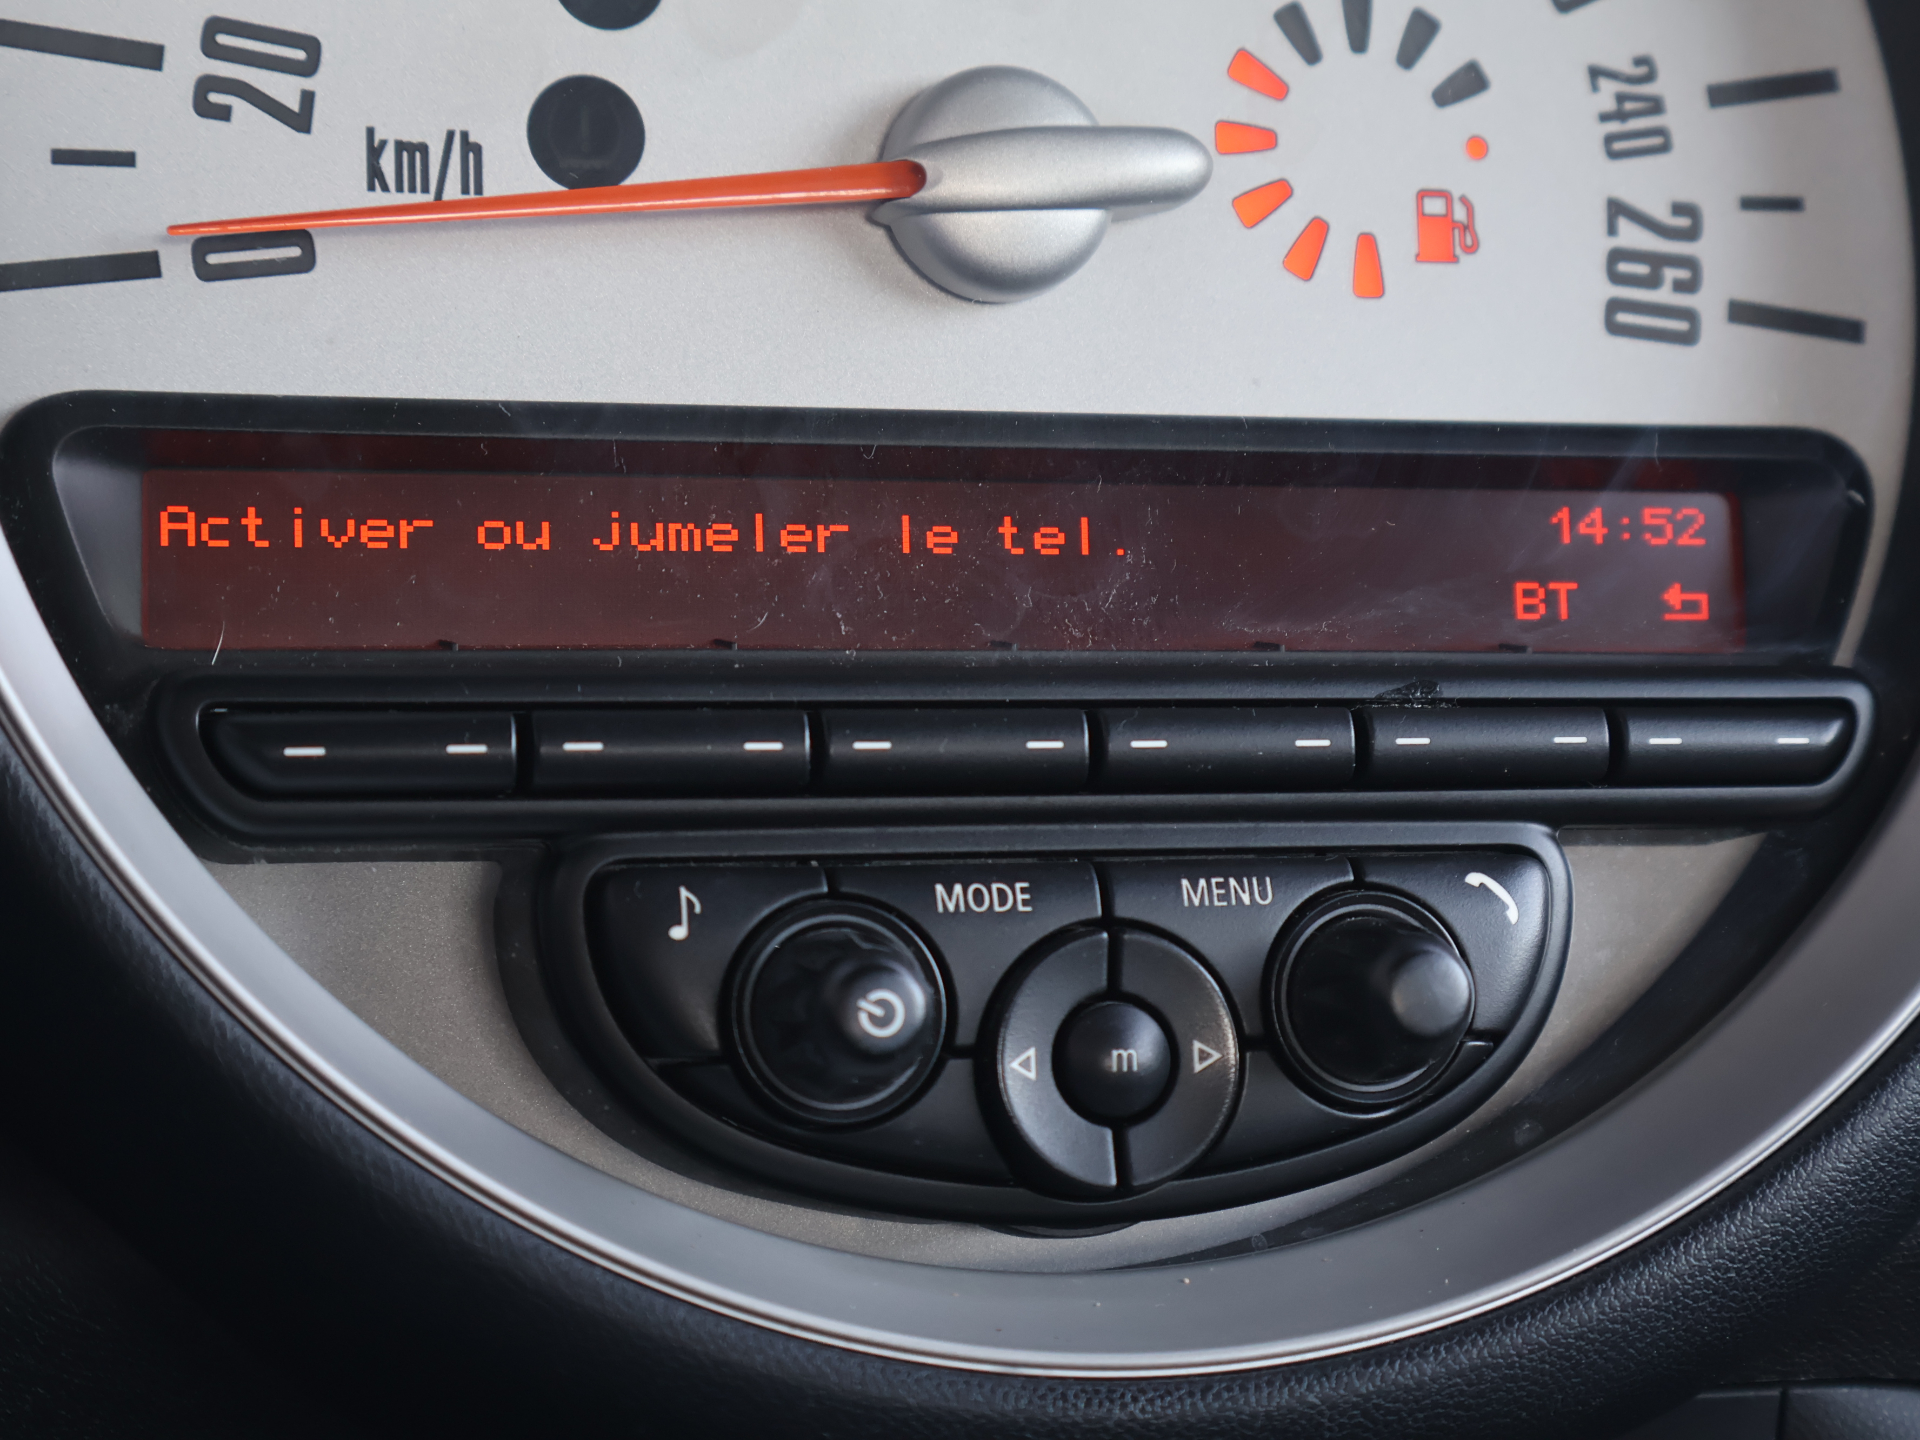 20
km/h
0
240
260
Activer ou jumeler le tel. 14:52
BT
MODE MENU
m